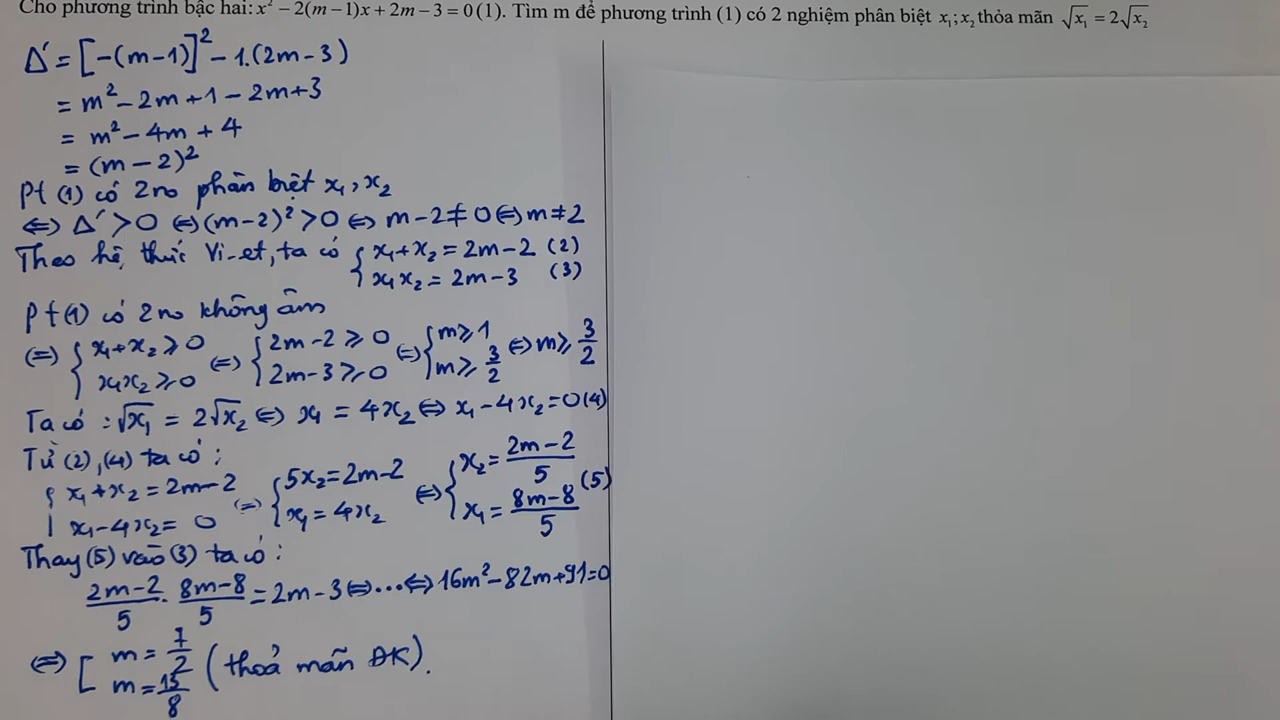 Cho phương trình bậc hai: x² − 2(m−1)x + 2m − 3 = 0 (1). Tìm m để phương trình (1) có 2 nghiệm phân biệt x₁; x₂ thỏa mãn √x₁ = 2√x₂
Δ' = [-(m-1)]² - 1.(2m-3)
= m² - 2m + 1 - 2m + 3
= m² - 4m + 4
= (m - 2)²
Pt (1) có 2no phân biệt x₁, x₂
⇔ Δ' > 0 ⇔ (m-2)² > 0 ⇔ m - 2 ≠ 0 ⇔ m ≠ 2
Theo hệ thức Vi-et, ta có { x₁ + x₂ = 2m - 2 (2)
x₁x₂ = 2m - 3 (3)
Pt (1) có 2no không âm
⇔ { x₁ + x₂ ≥ 0 ⇔ { 2m - 2 ≥ 0 ⇔ { m ≥ 1 ⇔ m ≥ 3/2
x₁x₂ ≥ 0 2m - 3 ≥ 0 m ≥ 3/2
Ta có : √x₁ = 2√x₂ ⇔ x₁ = 4x₂ ⇔ x₁ - 4x₂ = 0 (4)
Từ (2), (4) ta có :
{ x₁ + x₂ = 2m - 2 ⇔ { 5x₂ = 2m - 2 ⇔ { x₂ = (2m - 2)/5 (5)
x₁ - 4x₂ = 0 x₁ = 4x₂ x₁ = (8m - 8)/5
Thay (5) vào (3) ta có :
(2m - 2)/5 . (8m - 8)/5 = 2m - 3 ⇔ ... ⇔ 16m² - 82m + 91 = 0
⇔ [ m = 7/2 (thoả mãn ĐK).
m = 13/8